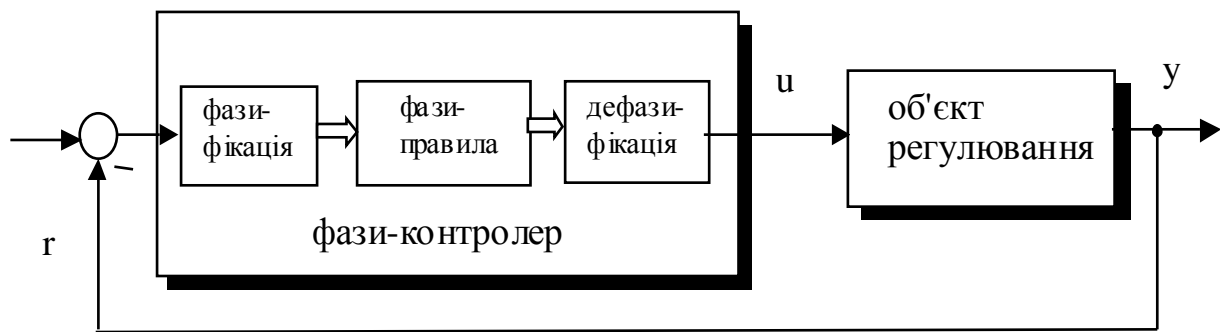 r
фази-
фікація
фази-
правила
дефази-
фікація
фази-контролер
u
об'єкт
регулювання
y